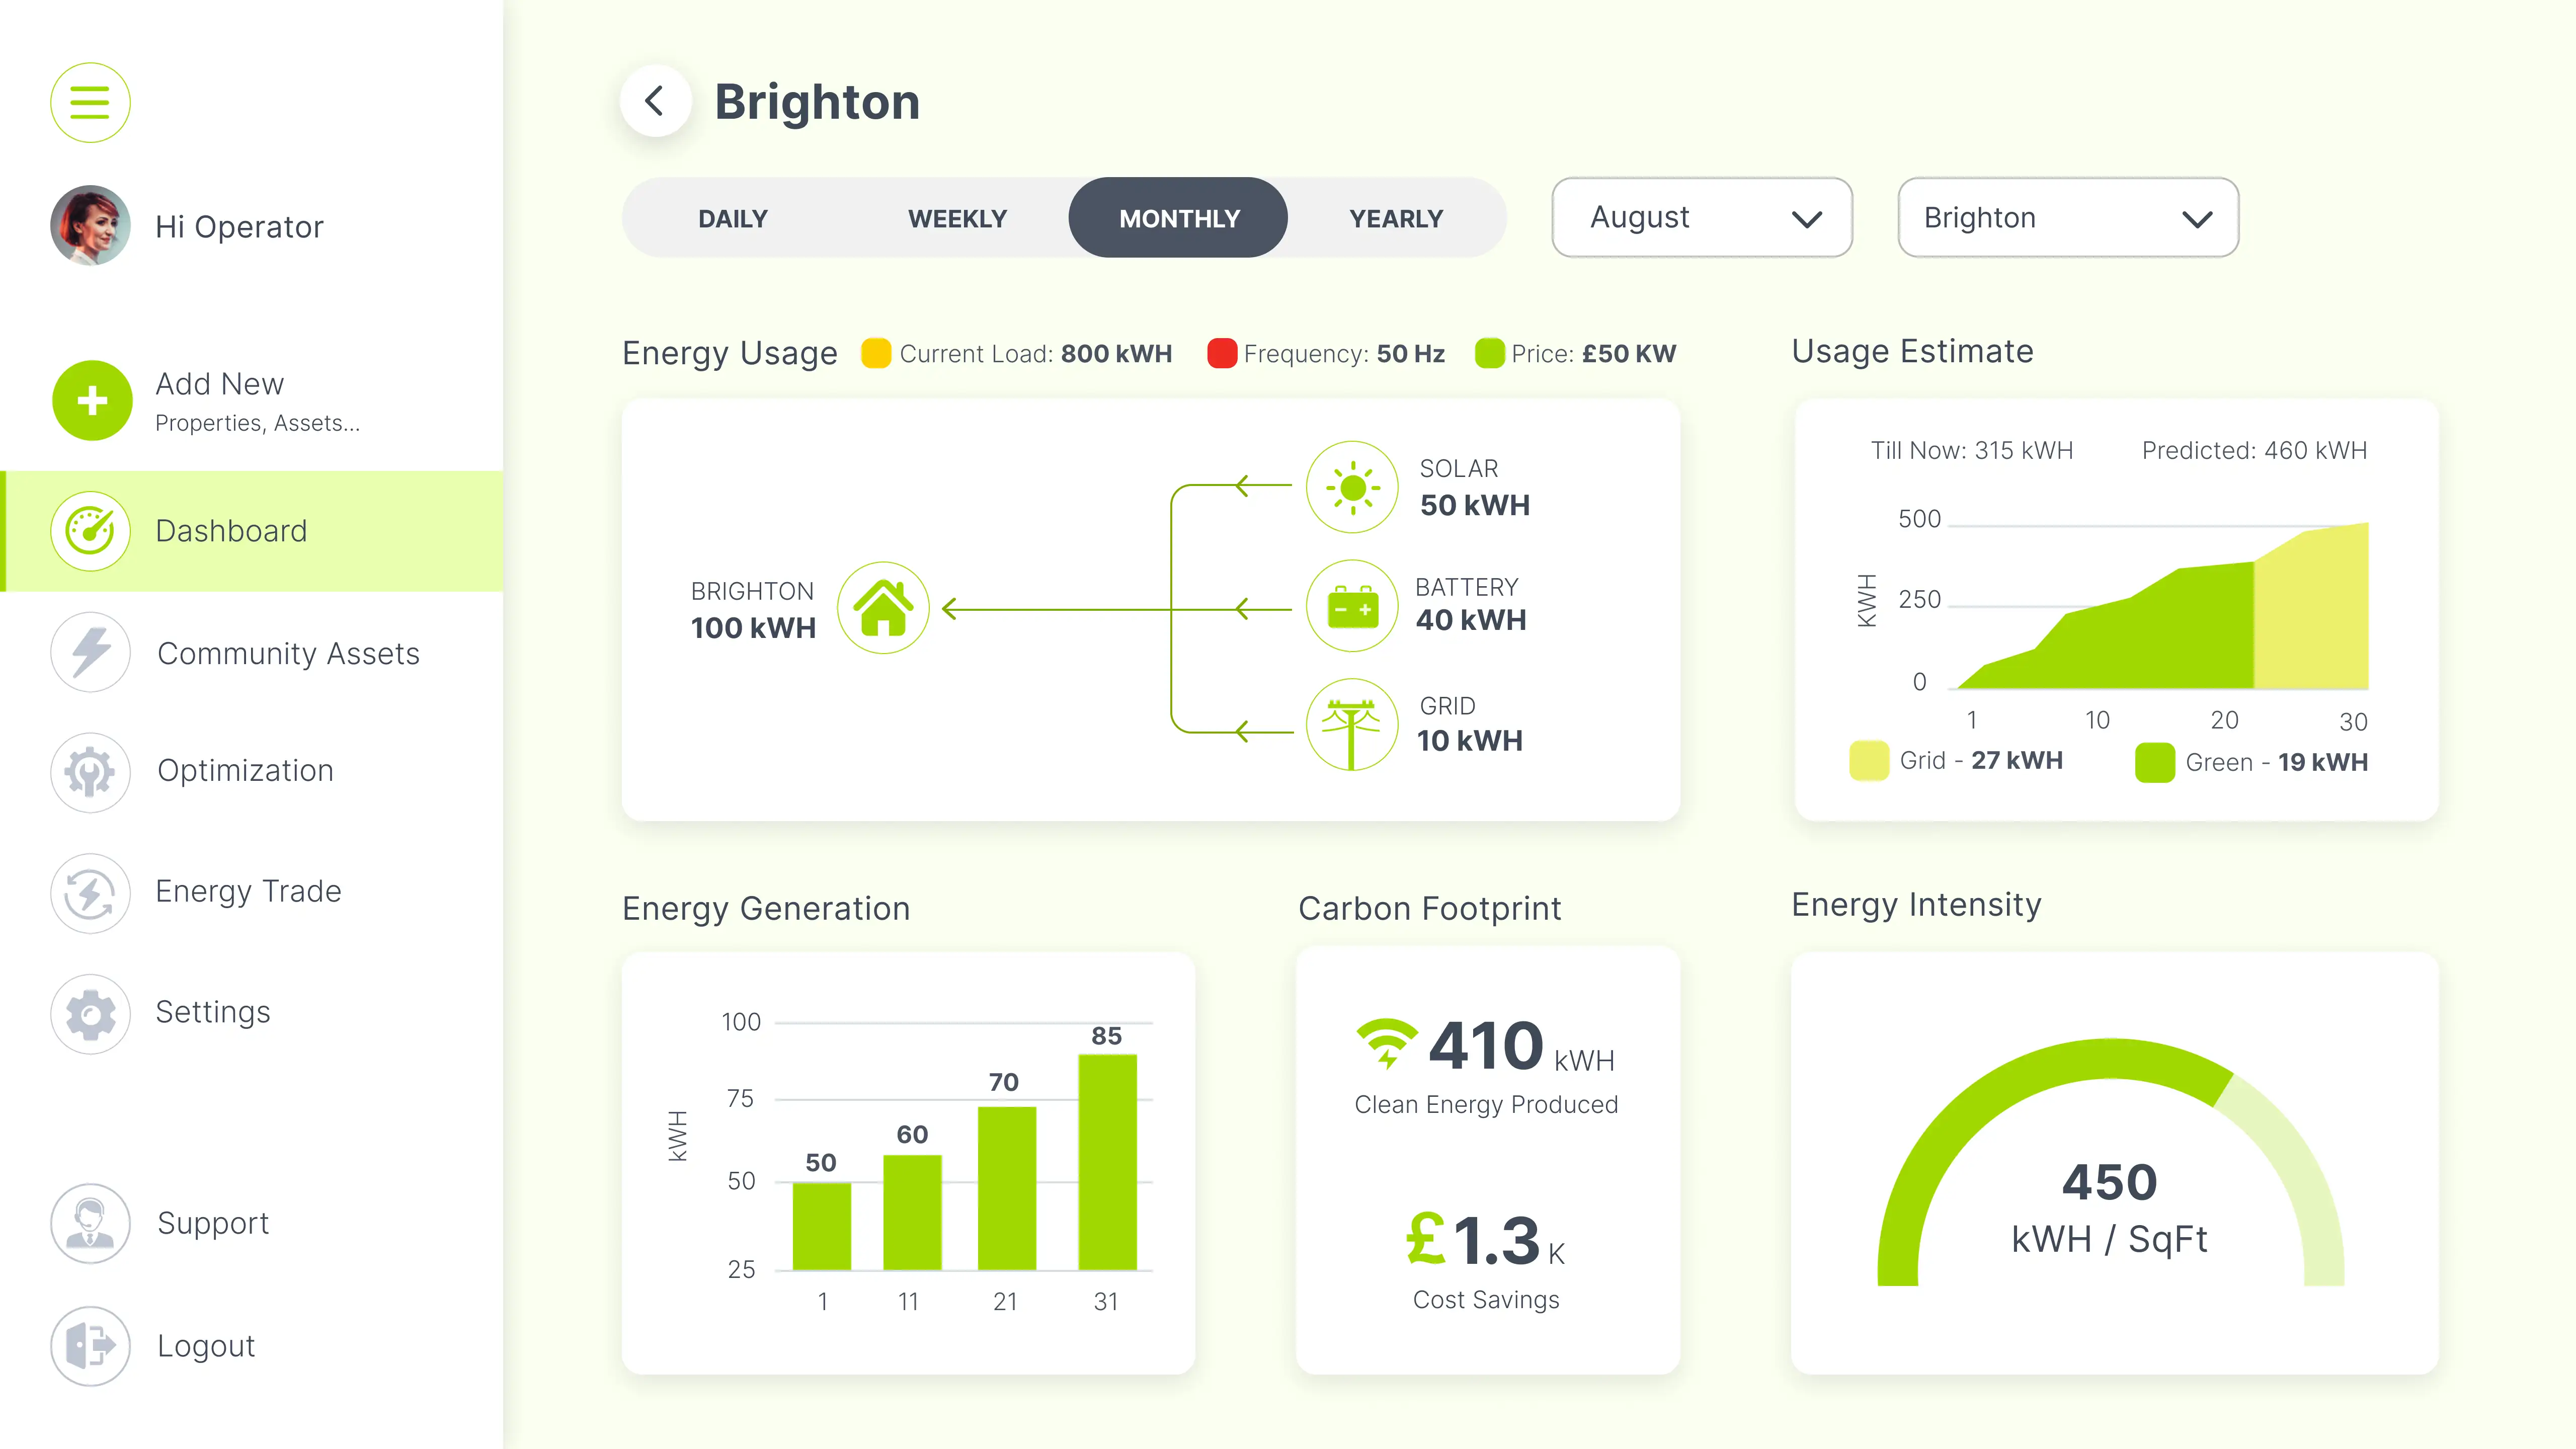 Hi Operator
Add New
Properties, Assets...
Dashboard
Community Assets
Optimization
Energy Trade
Settings
Support
Logout
Brighton
DAILY WEEKLY MONTHLY YEARLY
August
Brighton
Energy Usage Current Load: 800 kWH Frequency: 50 Hz Price: £50 KW
BRIGHTON
100 kWH
SOLAR
50 kWH
BATTERY
40 kWH
GRID
10 kWH
Usage Estimate
Till Now: 315 kWH Predicted: 460 kWH
500
250
0
KWH
1 10 20 30
Grid - 27 kWH Green - 19 kWH
Energy Generation
100
75
50
25
kWH
50 60 70 85
1 11 21 31
Carbon Footprint
410 kWH
Clean Energy Produced
£1.3 K
Cost Savings
Energy Intensity
450
kWH / SqFt